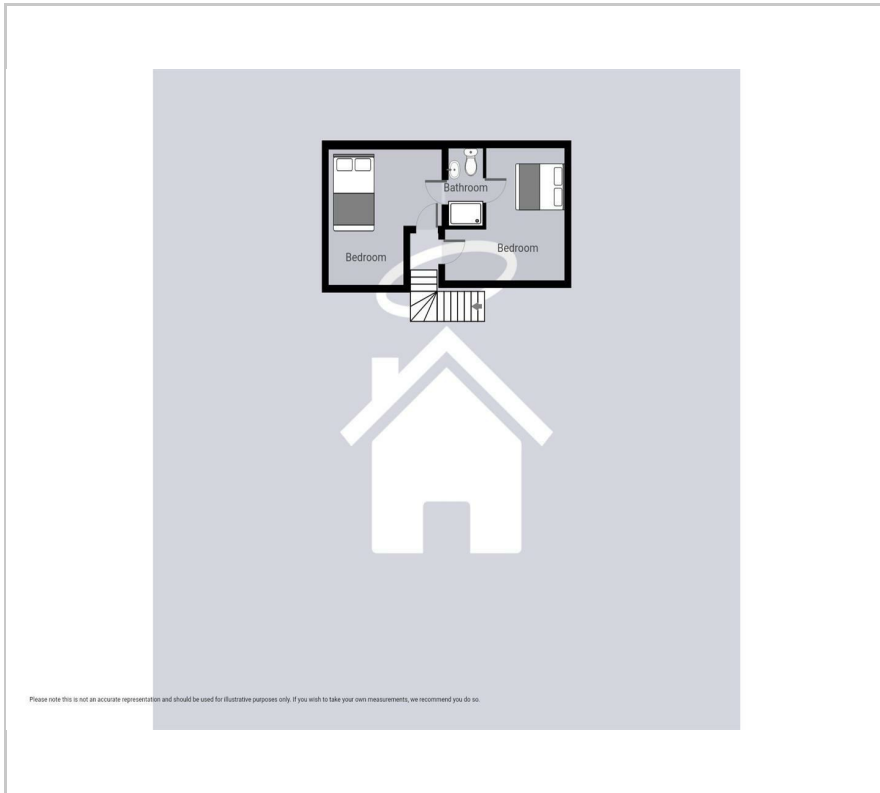 Bathroom
Bedroom
Bedroom
Please note this is not an accurate representation and should be used for illustrative purposes only. If you wish to take your own measurements, we recommend you do so.